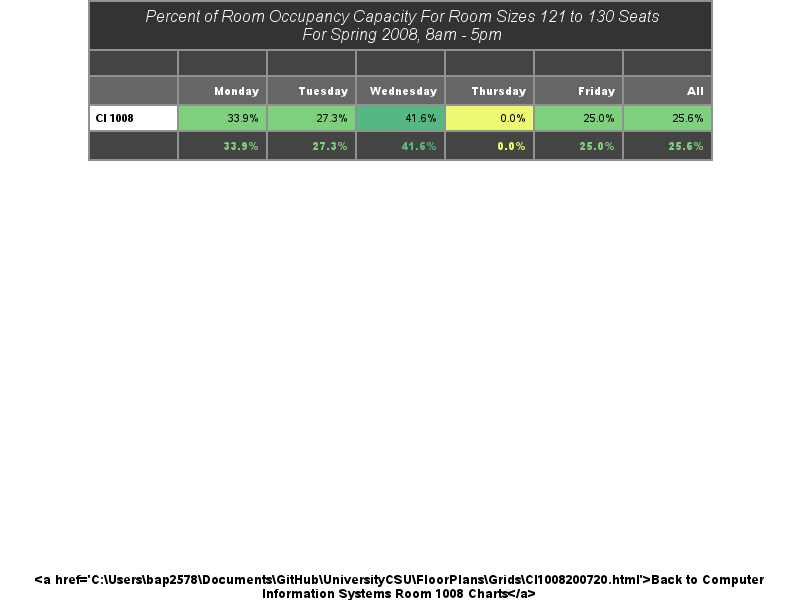 Percent of Room Occupancy Capacity For Room Sizes 121 to 130 Seats
For Spring 2008, 8am - 5pm
Monday Tuesday Wednesday Thursday Friday All
CI 1008 33.9% 27.3% 41.6% 0.0% 25.0% 25.6%
33.9% 27.3% 41.6% 0.0% 25.0% 25.6%
<a href='C:\Users\bap2578\Documents\GitHub\UniversityCSU\FloorPlans\Grids\CI1008200720.html'>Back to Computer
Information Systems Room 1008 Charts</a>